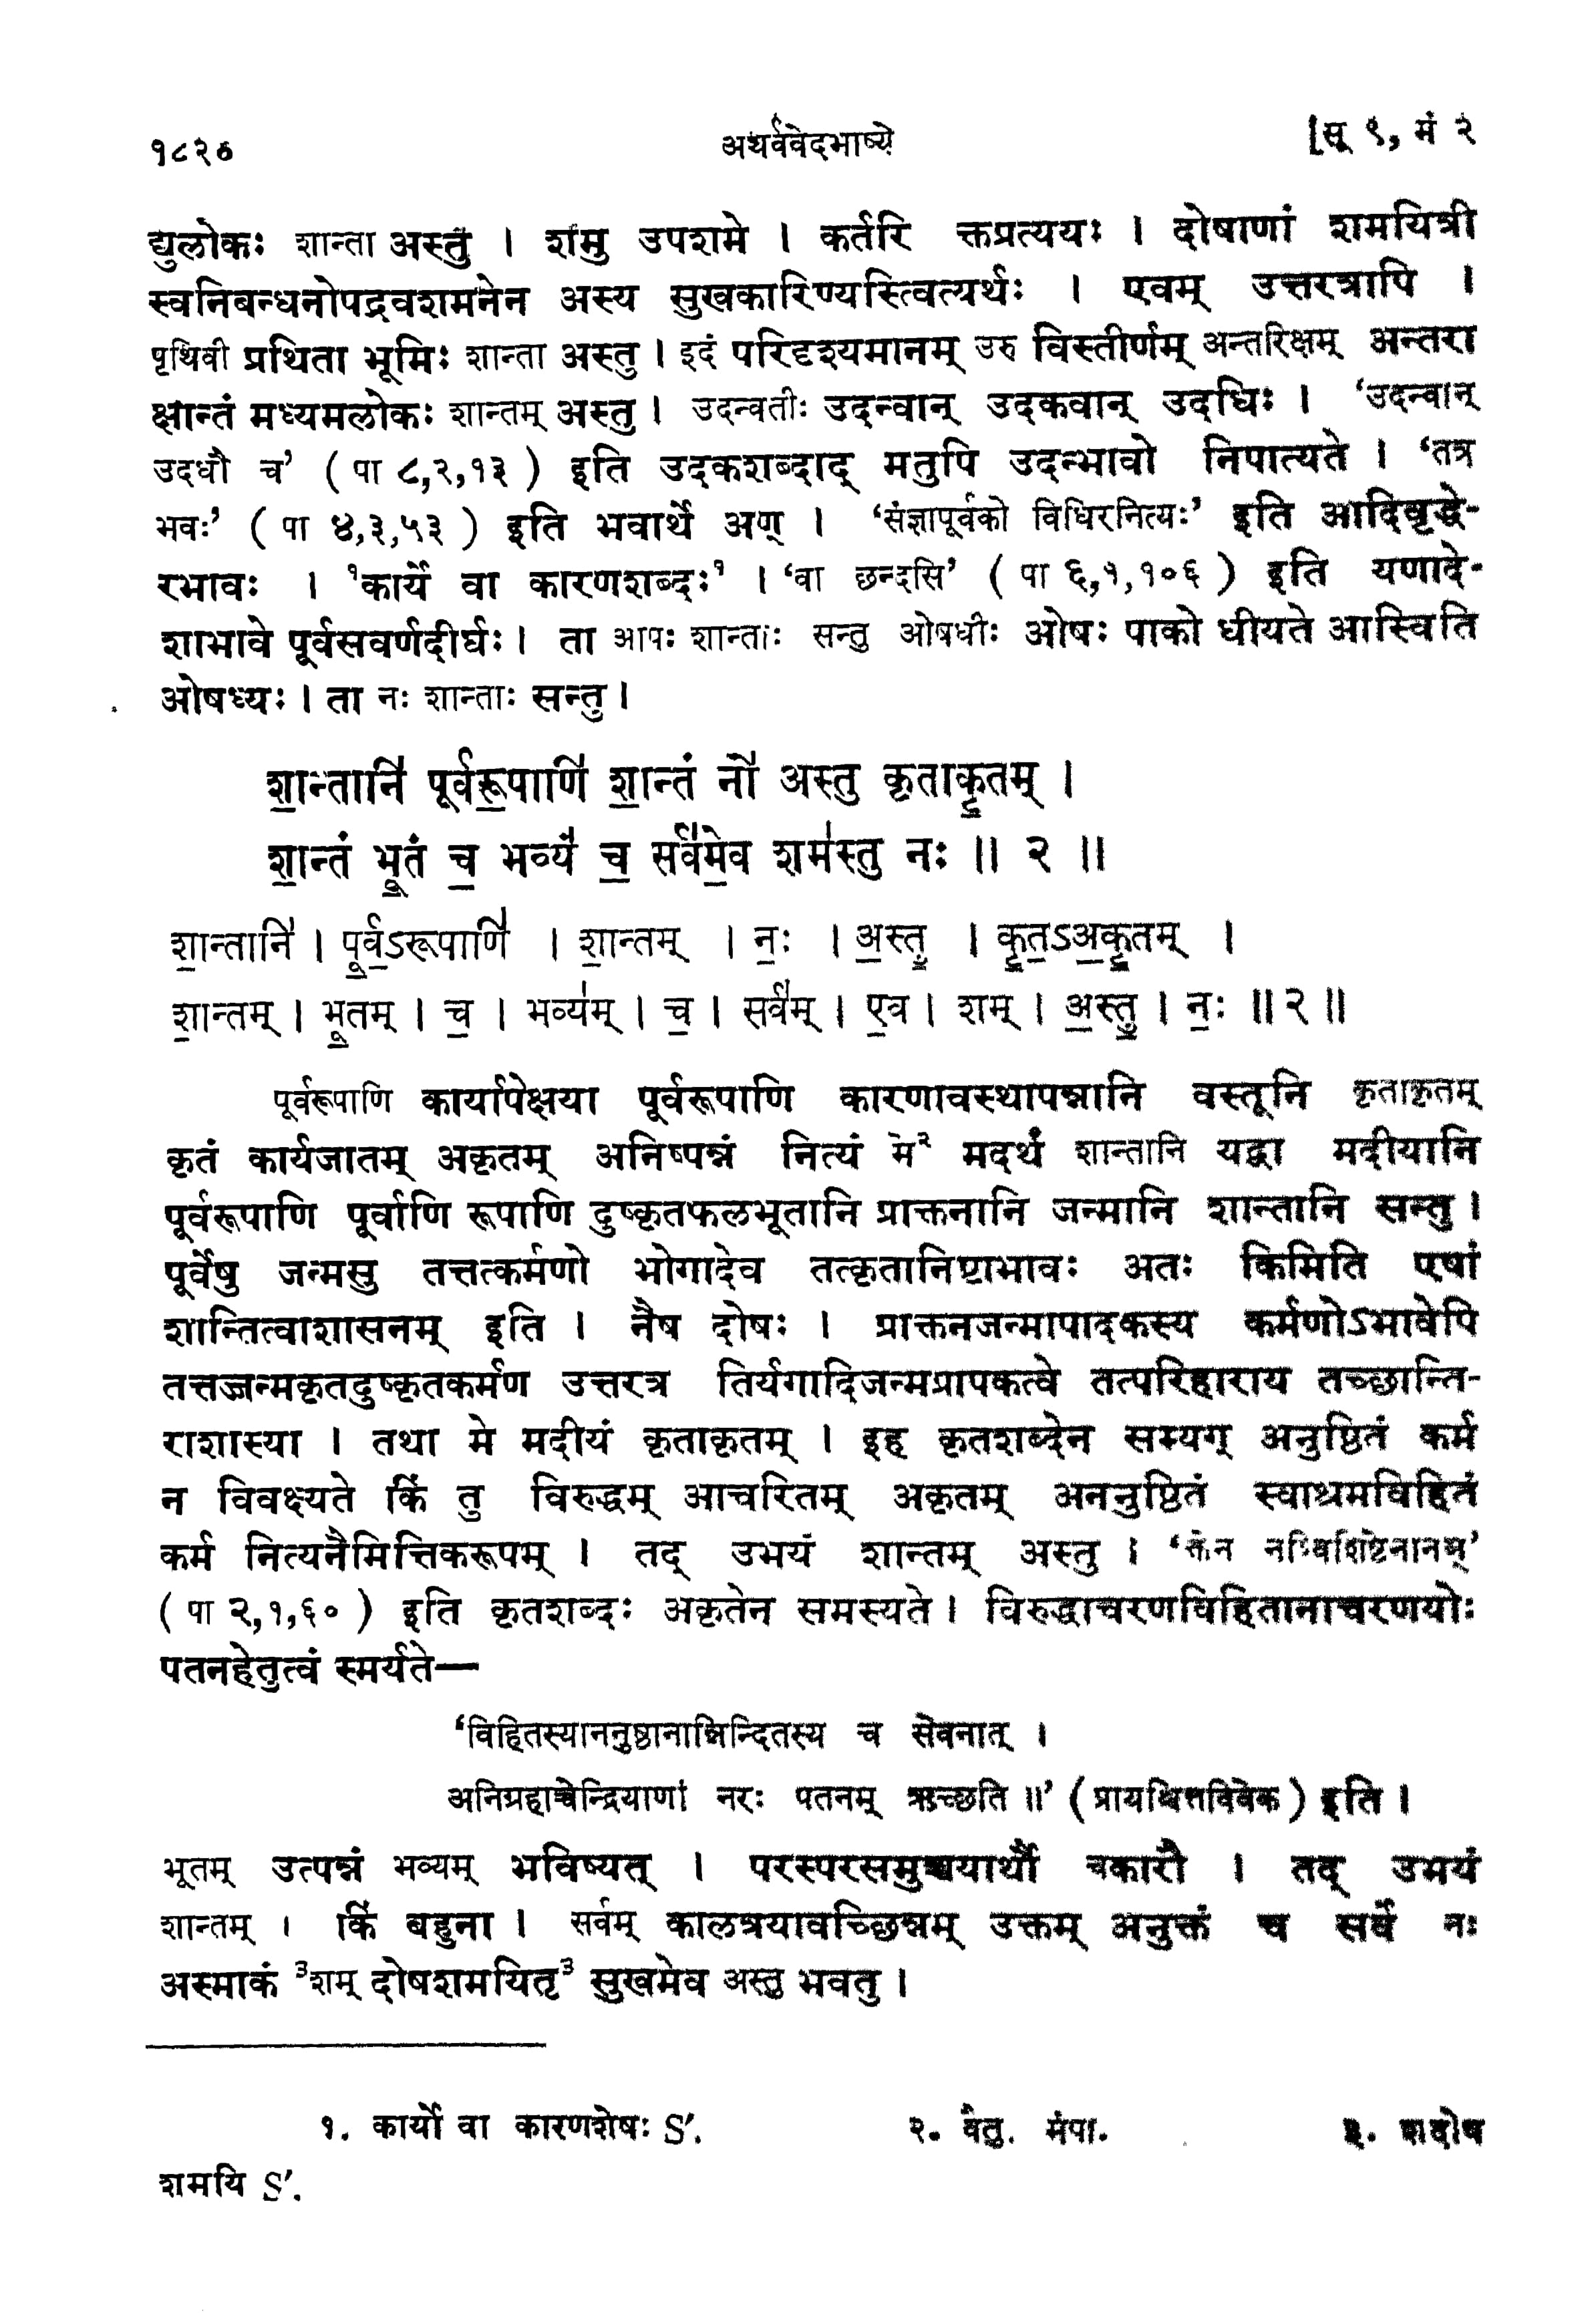 १८२० अथर्ववेदभाष्ये [सू ९, मं २
द्युलोकः शान्ता अस्तु । शमु उपशमे । कर्तरि क्तप्रत्ययः । दोषाणां शमयित्री
स्वनिबन्धनोपद्रवशमनेन अस्य सुखकारिण्यस्त्वित्यर्थः । एवम् उत्तरत्रापि ।
पृथिवी प्रथिता भूमिः शान्ता अस्तु । इदं परिदृश्यमानम् उरु विस्तीर्णम् अन्तरिक्षम् अन्तरा
क्षान्तं मध्यमलोकः शान्तम् अस्तु । उदन्वतीः उदन्वान् उदकवान् उदधिः । ‘उदन्वान्
उदधौ च’ ( पा ८,२,१३ ) इति उदकशब्दाद् मतुपि उदन्भावो निपात्यते । ‘तत्र
भवः’ ( पा ४,३,५३ ) इति भवार्थे अण् । ‘संज्ञापूर्वको विधिरनित्यः’ इति आदिवृद्धे-
रभावः । ¹कार्ये वा कारणशब्दः¹ । ‘वा छन्दसि’ ( पा ६,१,१०६ ) इति यणादे-
शाभावे पूर्वसवर्णदीर्घः । ता आपः शान्ताः सन्तु ओषधीः ओषः पाको धीयते आस्विति
ओषध्यः । ता नः शान्ताः सन्तु ।
शा॒न्तानि॑ पूर्वरू॒पाणि॑ शा॒न्तं नो॑ अस्तु कृताकृ॒तम् ।
शा॒न्तं भू॒तं च॒ भव्यं॑ च॒ सर्व॑मे॒व शम॑स्तु नः ॥ २ ॥
शा॒न्तानि॑ । पू॒र्व॒ऽरू॒पाणि॑ । शा॒न्तम् । नः॒ । अ॒स्तु॒ । कृ॒त॒ऽअ॒कृ॒तम् ।
शा॒न्तम् । भू॒तम् । च॒ । भव्य॑म् । च॒ । सर्व॑म् । ए॒व । शम् । अ॒स्तु॒ । नः॒ ॥ २ ॥
पूर्वरूपाणि कार्यापेक्षया पूर्वरूपाणि कारणावस्थापन्नानि वस्तूनि कृताकृतम्
कृतं कार्यजातम् अकृतम् अनिष्पन्नं नित्यं मे² मदर्थं शान्तानि यद्वा मदीयानि
पूर्वरूपाणि पूर्वाणि रूपाणि दुष्कृतफलभूतानि प्राक्तनानि जन्मानि शान्तानि सन्तु ।
पूर्वेषु जन्मसु तत्तत्कर्मणो भोगादेव तत्कृतानिष्टाभावः अतः किमिति एषां
शान्तित्वाशासनम् इति । नैष दोषः । प्राक्तनजन्मापादकस्य कर्मणोऽभावेपि
तत्तज्जन्मकृतदुष्कृतकर्मण उत्तरत्र तिर्यगादिजन्मप्रापकत्वे तत्परिहाराय तच्छान्ति-
राशास्या । तथा मे मदीयं कृताकृतम् । इह कृतशब्देन सम्यग् अनुष्ठितं कर्म
न विवक्ष्यते किं तु विरुद्धम् आचरितम् अकृतम् अननुष्ठितं स्वाश्रमविहितं
कर्म नित्यनैमित्तिकरूपम् । तद् उभयं शान्तम् अस्तु । ‘क्तेन नञ्विशिष्टेनानञ्’
( पा २,१,६० ) इति कृतशब्दः अकृतेन समस्यते । विरुद्धाचरणविहितानाचरणयोः
पतनहेतुत्वं स्मर्यते—
‘विहितस्याननुष्ठानान्निन्दितस्य च सेवनात् ।
अनिग्रहाच्चेन्द्रियाणां नरः पतनम् ऋच्छति ॥’ ( प्रायश्चित्तविवेक ) इति ।
भूतम् उत्पन्नं भव्यम् भविष्यत् । परस्परसमुच्चयार्थौ चकारौ । तद् उभयं
शान्तम् । किं बहुना । सर्वम् कालत्रयावच्छिन्नम् उक्तम् अनुक्तं च सर्वं नः
अस्माकं ³शम् दोषशमयितृ³ सुखमेव अस्तु भवतु ।
१. कार्यो वा कारणशेषः S′. २. वैतु. मंपा. ३. शदोष
शमयि S′.